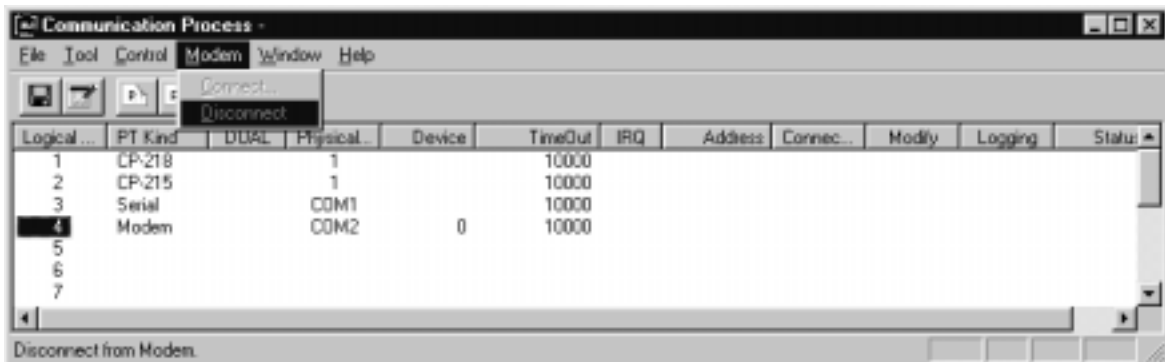 Communication Process -
File Tool Control Modem Window Help
Connect...
Disconnect
Logical ... PT Kind DUAL Physical... Device TimeOut IRQ Address Connec... Modify Logging Status
1 CP-218 1 10000
2 CP-215 1 10000
3 Serial COM1 10000
4 Modem COM2 0 10000
5
6
7
Disconnect from Modem.